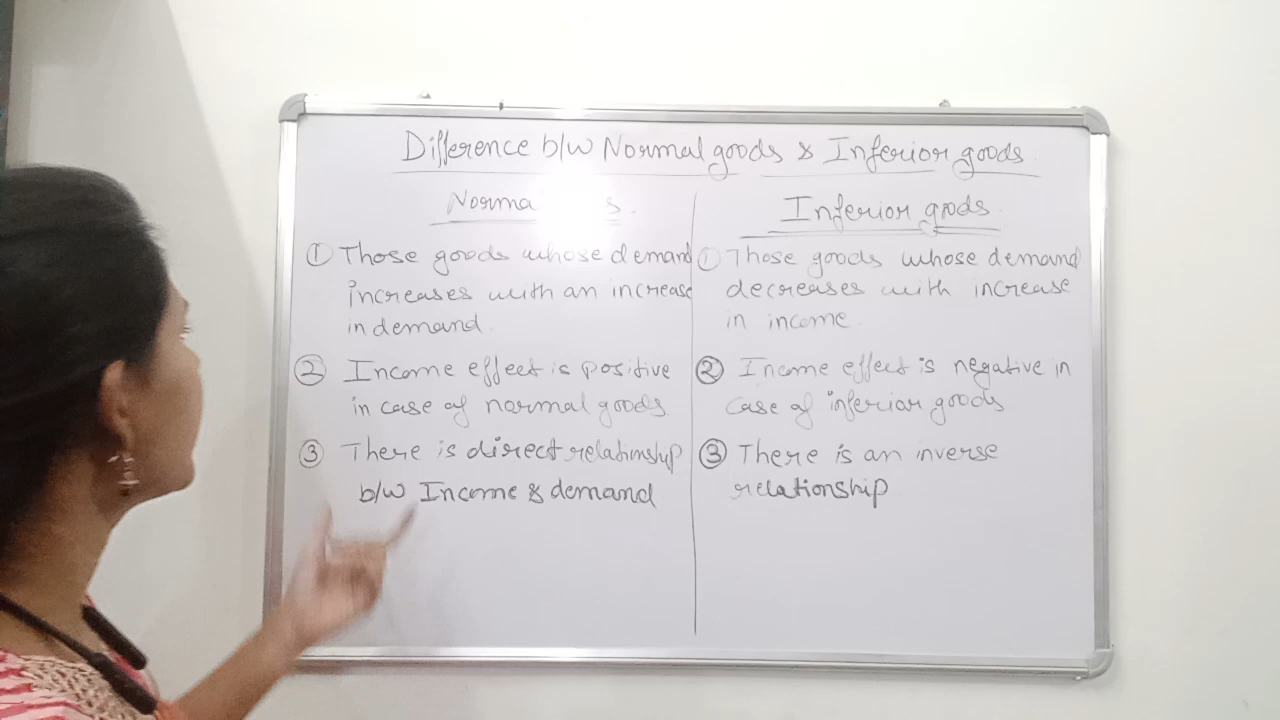 Difference b/w Normal goods & Inferior goods
Inferior goods
① Those goods whose demand
increases with an increase
in demand.
② Income effect is positive
in case of normal goods
③ There is direct relationship
b/w Income & demand
① Those goods whose demand
decreases with increase
in income.
② Income effect is negative in
case of inferior goods
③ There is an inverse
relationship